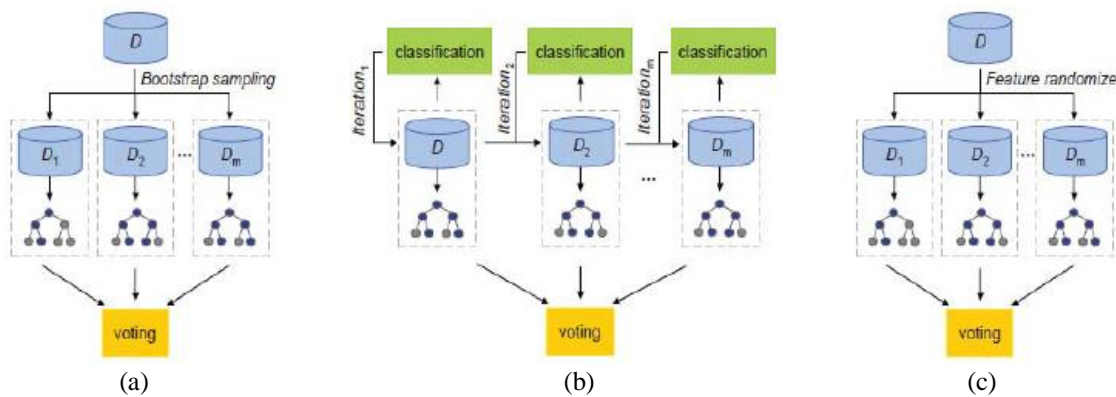 D
Bootstrap sampling
D1
D2
...
Dm
voting
(a)
classification
classification
classification
Iteration1
Iteration2
Iterationm
D
D2
Dm
...
voting
(b)
D
Feature randomize
D1
D2
...
Dm
voting
(c)